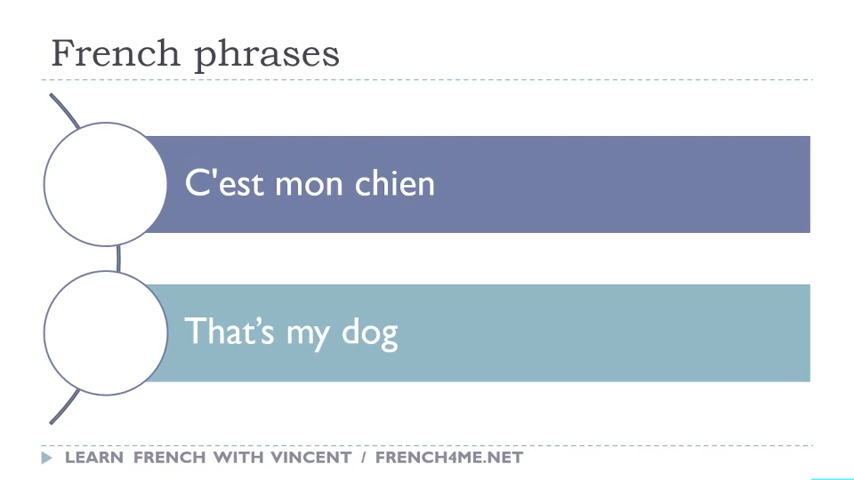 French phrases
C'est mon chien
That’s my dog
LEARN FRENCH WITH VINCENT / FRENCH4ME.NET